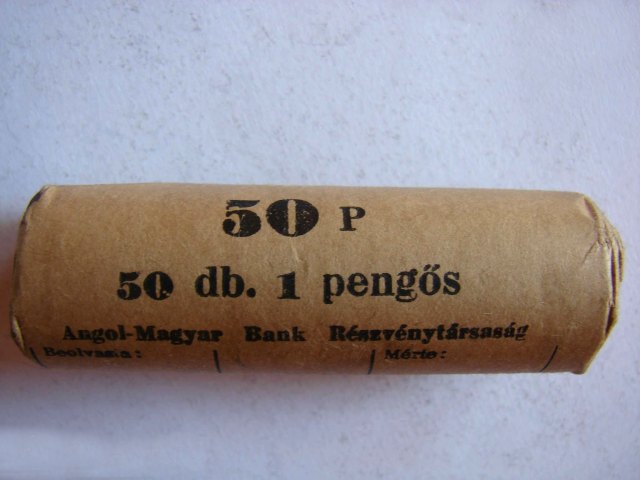 50 P
50 db. 1 pengős
Angol-Magyar Bank Részvénytársaság
Beolvasta: Mérte: